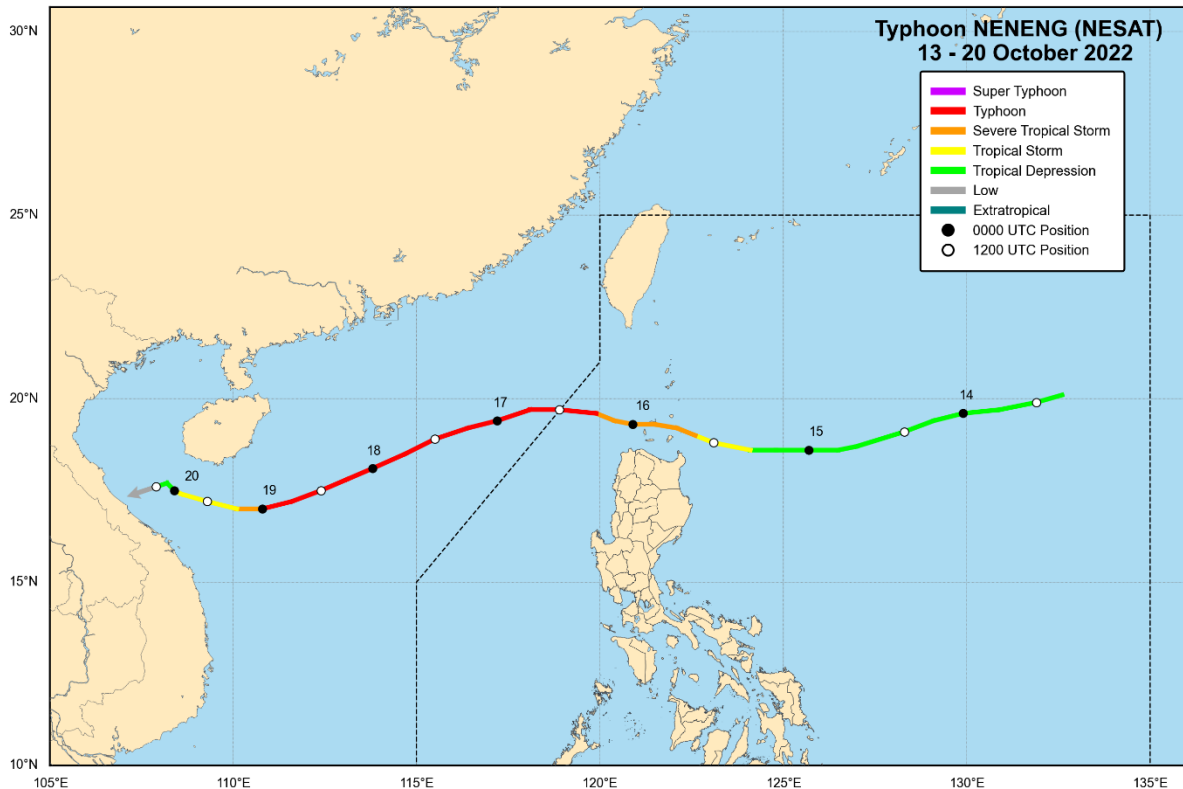 Typhoon NENENG (NESAT)
13 - 20 October 2022
Super Typhoon
Typhoon
Severe Tropical Storm
Tropical Storm
Tropical Depression
Low
Extratropical
0000 UTC Position
1200 UTC Position
30°N
25°N
20°N
15°N
10°N
14
15
16
17
18
19
20
105°E
110°E
115°E
120°E
125°E
130°E
135°E